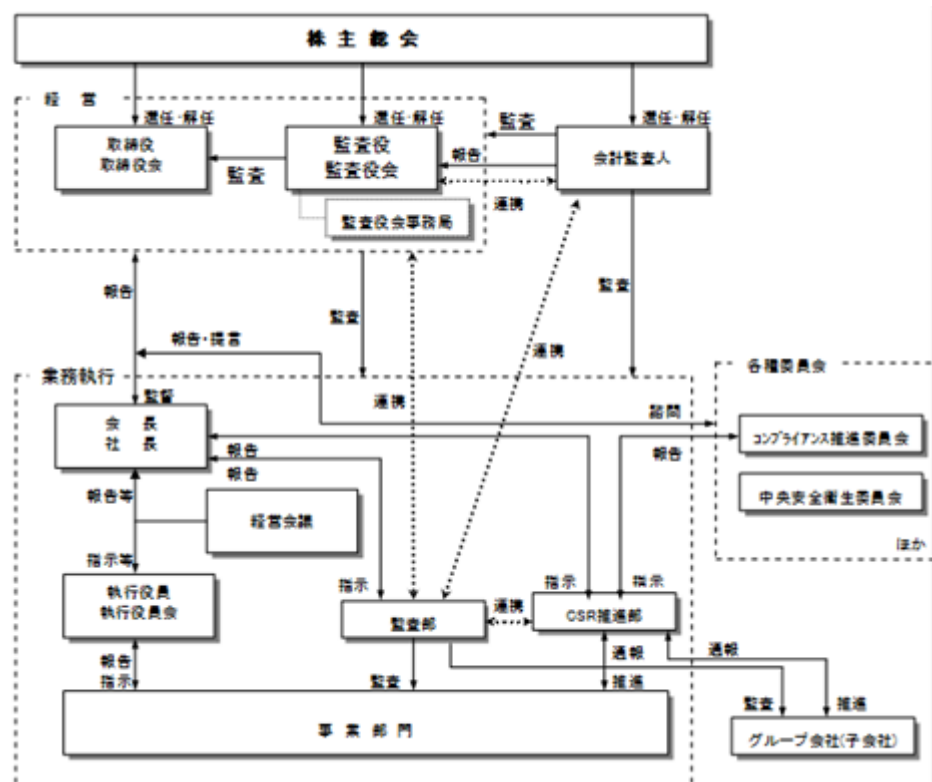 株主総会
経営
選任・解任
選任・解任
選任・解任
取締役
取締役会
監査
監査役
監査役会
監査
報告
会計監査人
連携
監査役会事務局
報告
監査
監査
報告・提言
連携
業務執行
各種委員会
監督
連携
会長
社長
諮問
コンプライアンス推進委員会
報告
報告
報告
報告等
経営会議
中央安全衛生委員会
ほか
指示等
指示
指示
指示
執行役員
執行役員会
監査部
連携
CSR推進部
報告
指示
監査
通報
推進
通報
監査
推進
事業部門
グループ会社(子会社)